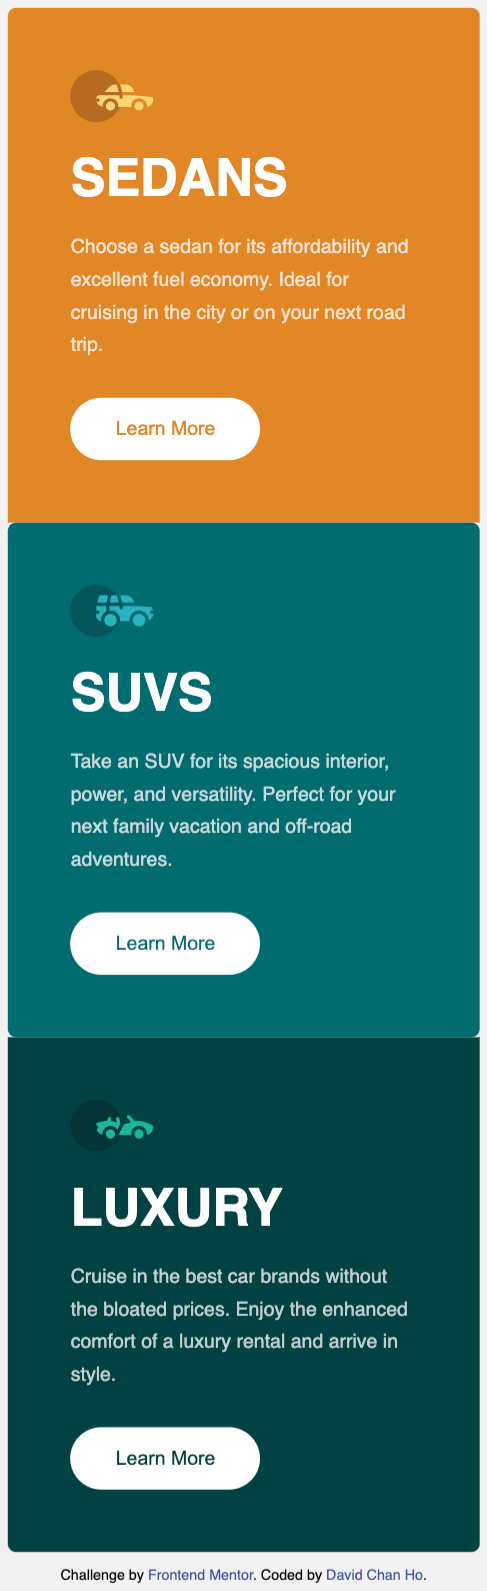 SEDANS
Choose a sedan for its affordability and
excellent fuel economy. Ideal for
cruising in the city or on your next road
trip.
Learn More
SUVS
Take an SUV for its spacious interior,
power, and versatility. Perfect for your
next family vacation and off-road
adventures.
Learn More
LUXURY
Cruise in the best car brands without
the bloated prices. Enjoy the enhanced
comfort of a luxury rental and arrive in
style.
Learn More
Challenge by Frontend Mentor. Coded by David Chan Ho.